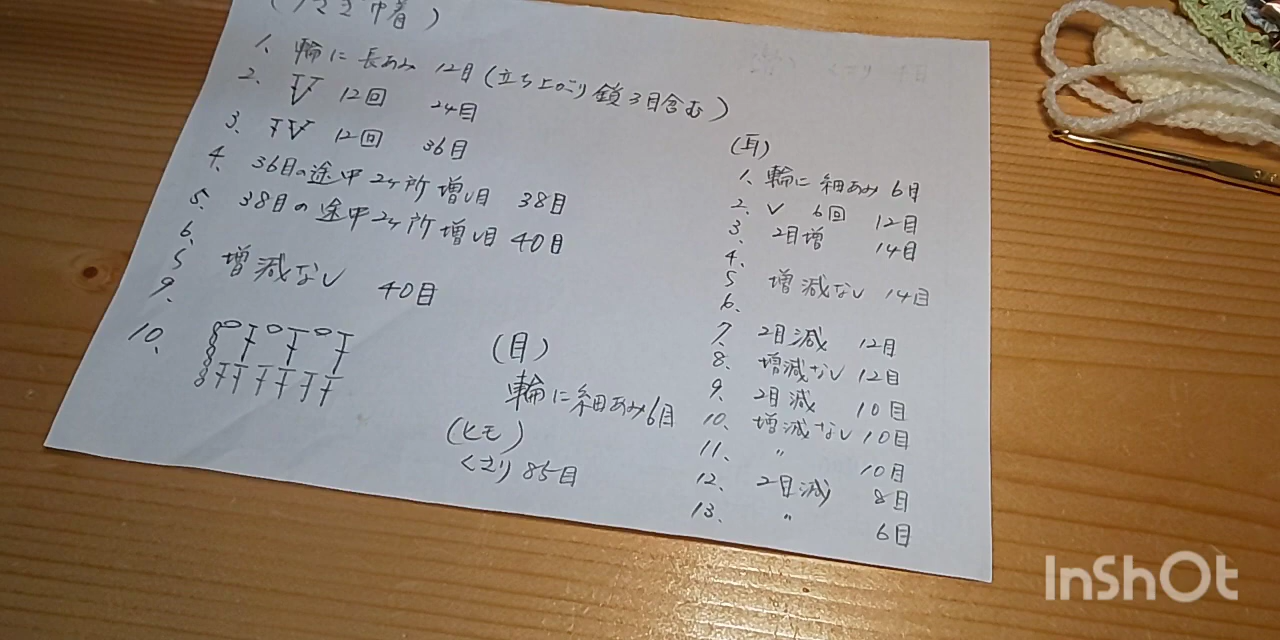 (うさぎ巾着)
1、輪に長あみ 12目(立ち上がり鎖3目含む)
2、 12回 24目
3、 12回 36目
4、36目の途中2ヶ所増し目 38目
5、38目の途中2ヶ所増し目 40目
6、
5 増減なし 40目
9、
10、
(目)
輪に細あみ6目
(ヒモ)
くさり 85目
(耳)
1、輪に細あみ 6目
2、V 6回 12目
3、2目増 14目
4、
5 増減なし 14目
6、
7、2目減 12目
8、増減なし 12目
9、2目減 10目
10、増減なし 10目
11、 〃 10目
12、2目減 8目
13、 〃 6目
InShOt